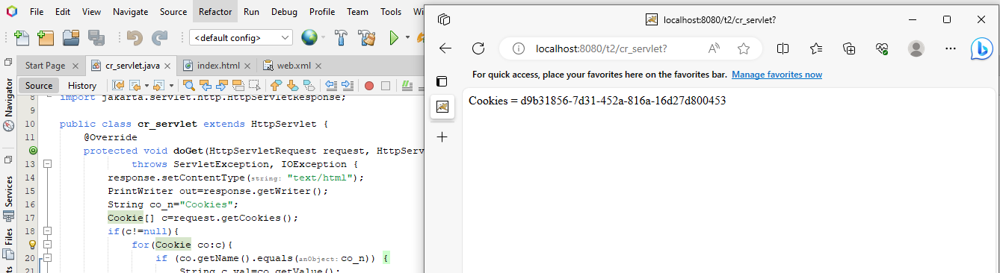 File Edit View Navigate Source Refactor Run Debug Profile Team Tools Wi
<default config>
Start Page cr_servlet.java index.html web.xml
Source History
Navigator
Services
Files
8 import jakarta.servlet.http.HttpServletResponse;
9
10 public class cr_servlet extends HttpServlet {
11 @Override
protected void doGet(HttpServletRequest request, HttpServ
13 throws ServletException, IOException {
14 response.setContentType(string: "text/html");
15 PrintWriter out=response.getWriter();
16 String co_n="Cookies";
17 Cookie[] c=request.getCookies();
18 if(c!=null){
for(Cookie co:c){
20 if (co.getName().equals(anObject: co_n)) {
21 String c_val=co.getValue();
localhost:8080/t2/cr_servlet?
localhost:8080/t2/cr_servlet?
For quick access, place your favorites here on the favorites bar. Manage favorites now
Cookies = d9b31856-7d31-452a-816a-16d27d800453